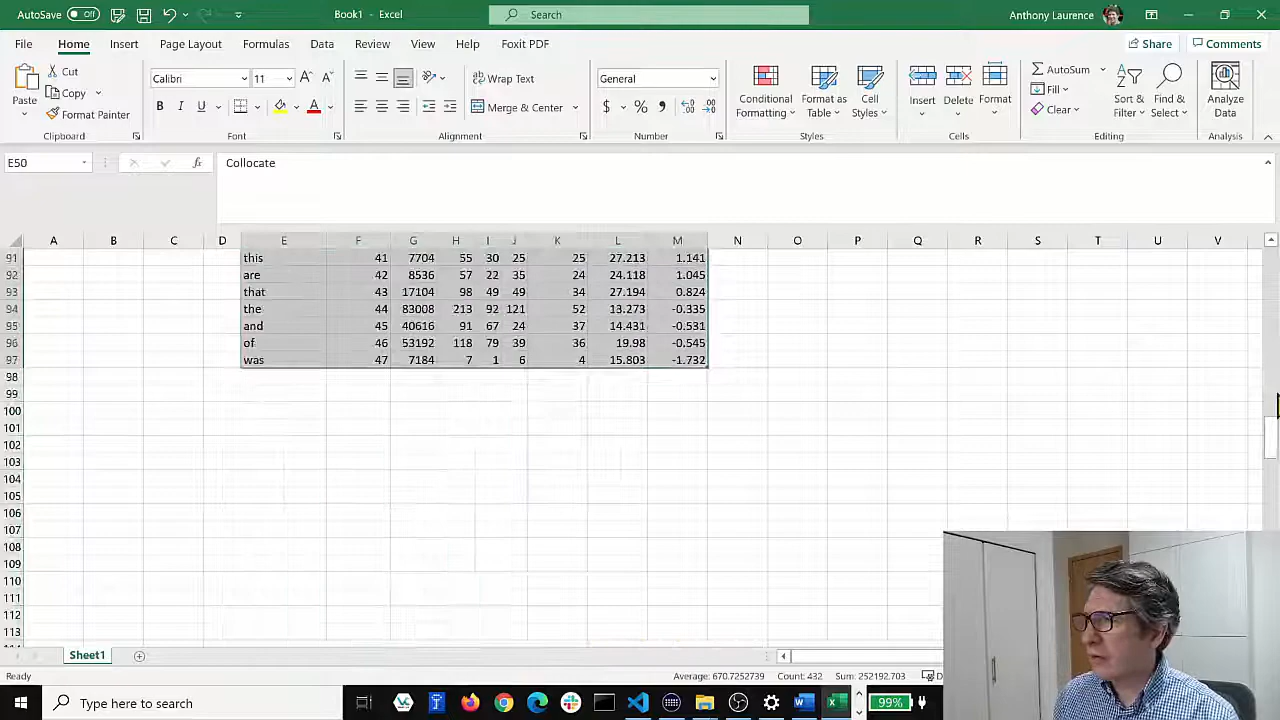 AutoSave Off Book1 - Excel Search Anthony Laurence
File Home Insert Page Layout Formulas Data Review View Help Foxit PDF Share Comments
Paste Cut Copy Format Painter Clipboard
Calibri 11 B I U A Font
Wrap Text Merge & Center Alignment
General $ % , Number
Conditional Formatting Format as Table Cell Styles Styles
Insert Delete Format Cells
AutoSum Fill Clear Sort & Filter Find & Select Editing
Analyze Data Analysis
E50 fx Collocate
A B C D E F G H I J K L M N O P Q R S T U V
91 this 41 7704 55 30 25 25 27.213 1.141
92 are 42 8536 57 22 35 24 24.118 1.045
93 that 43 17104 98 49 49 34 27.194 0.824
94 the 44 83008 213 92 121 52 13.273 -0.335
95 and 45 40616 91 67 24 37 14.431 -0.531
96 of 46 53192 118 79 39 36 19.98 -0.545
97 was 47 7184 7 1 6 4 15.803 -1.732
98
99
100
101
102
103
104
105
106
107
108
109
110
111
112
113
Sheet1
Ready Average: 670.7252739 Count: 432 Sum: 252192.703
Type here to search 99%